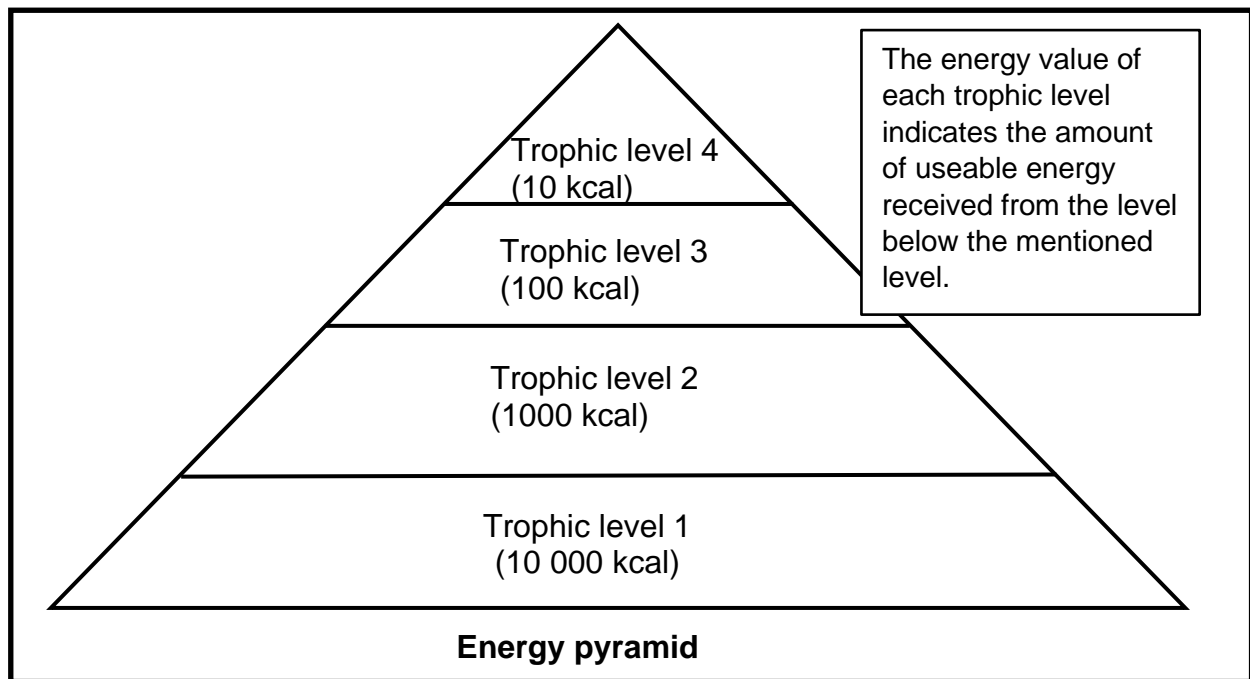 The energy value of
each trophic level
indicates the amount
of useable energy
received from the level
below the mentioned
level.
Trophic level 4
(10 kcal)
Trophic level 3
(100 kcal)
Trophic level 2
(1000 kcal)
Trophic level 1
(10 000 kcal)
Energy pyramid